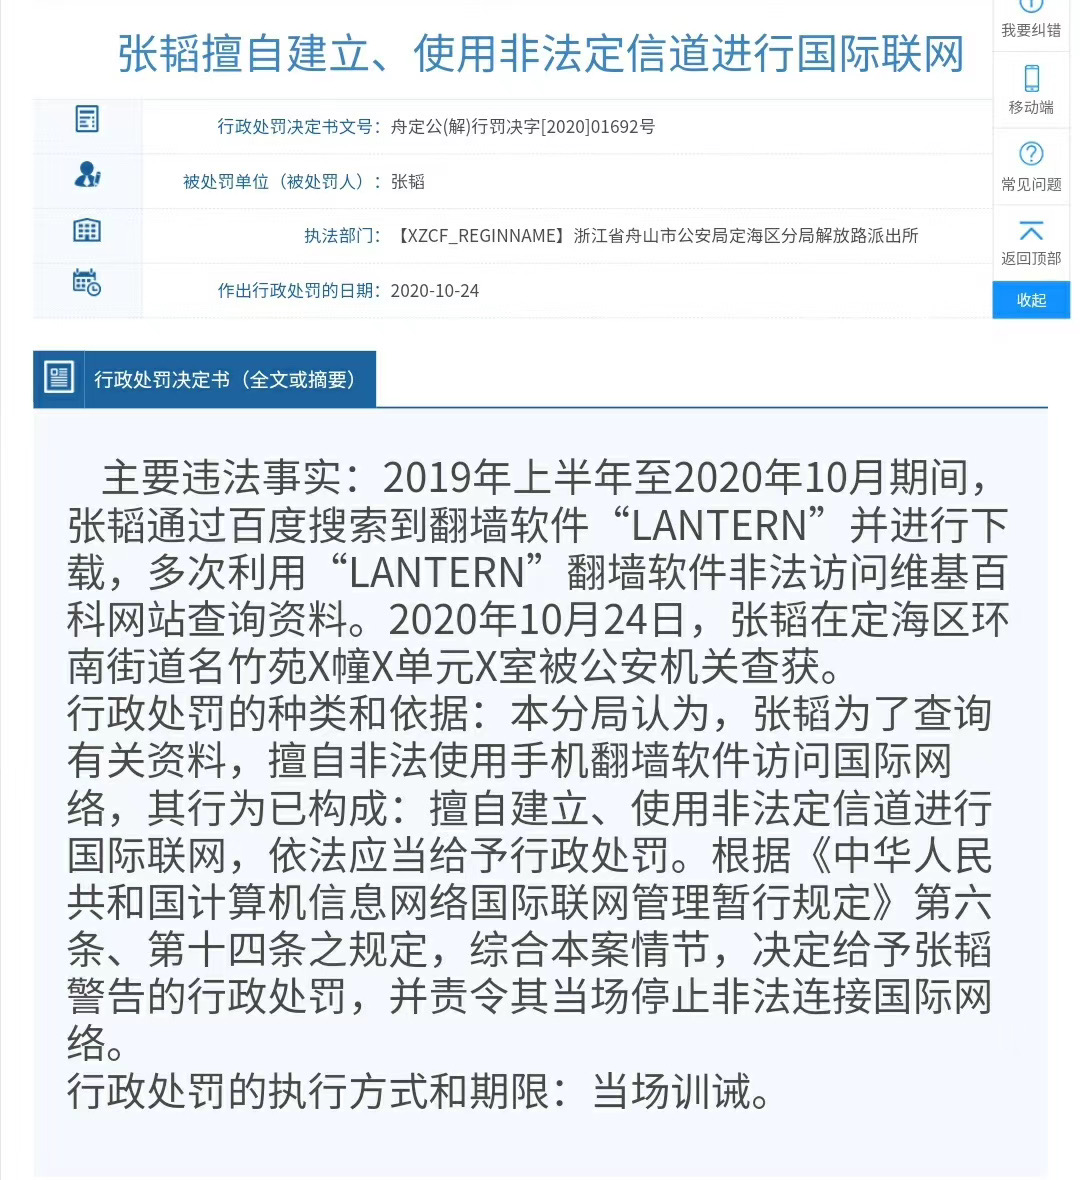 张韬擅自建立、使用非法定信道进行国际联网
我要纠错
移动端
常见问题
返回顶部
收起
行政处罚决定书文号：舟定公(解)行罚决字[2020]01692号
被处罚单位（被处罚人）：张韬
执法部门：【XZCF_REGINNAME】浙江省舟山市公安局定海区分局解放路派出所
作出行政处罚的日期：2020-10-24
行政处罚决定书（全文或摘要）
主要违法事实：2019年上半年至2020年10月期间，
张韬通过百度搜索到翻墙软件“LANTERN”并进行下
载，多次利用“LANTERN”翻墙软件非法访问维基百
科网站查询资料。2020年10月24日，张韬在定海区环
南街道名竹苑X幢X单元X室被公安机关查获。
行政处罚的种类和依据：本分局认为，张韬为了查询
有关资料，擅自非法使用手机翻墙软件访问国际网
络，其行为已构成：擅自建立、使用非法定信道进行
国际联网，依法应当给予行政处罚。根据《中华人民
共和国计算机信息网络国际联网管理暂行规定》第六
条、第十四条之规定，综合本案情节，决定给予张韬
警告的行政处罚，并责令其当场停止非法连接国际网
络。
行政处罚的执行方式和期限：当场训诫。